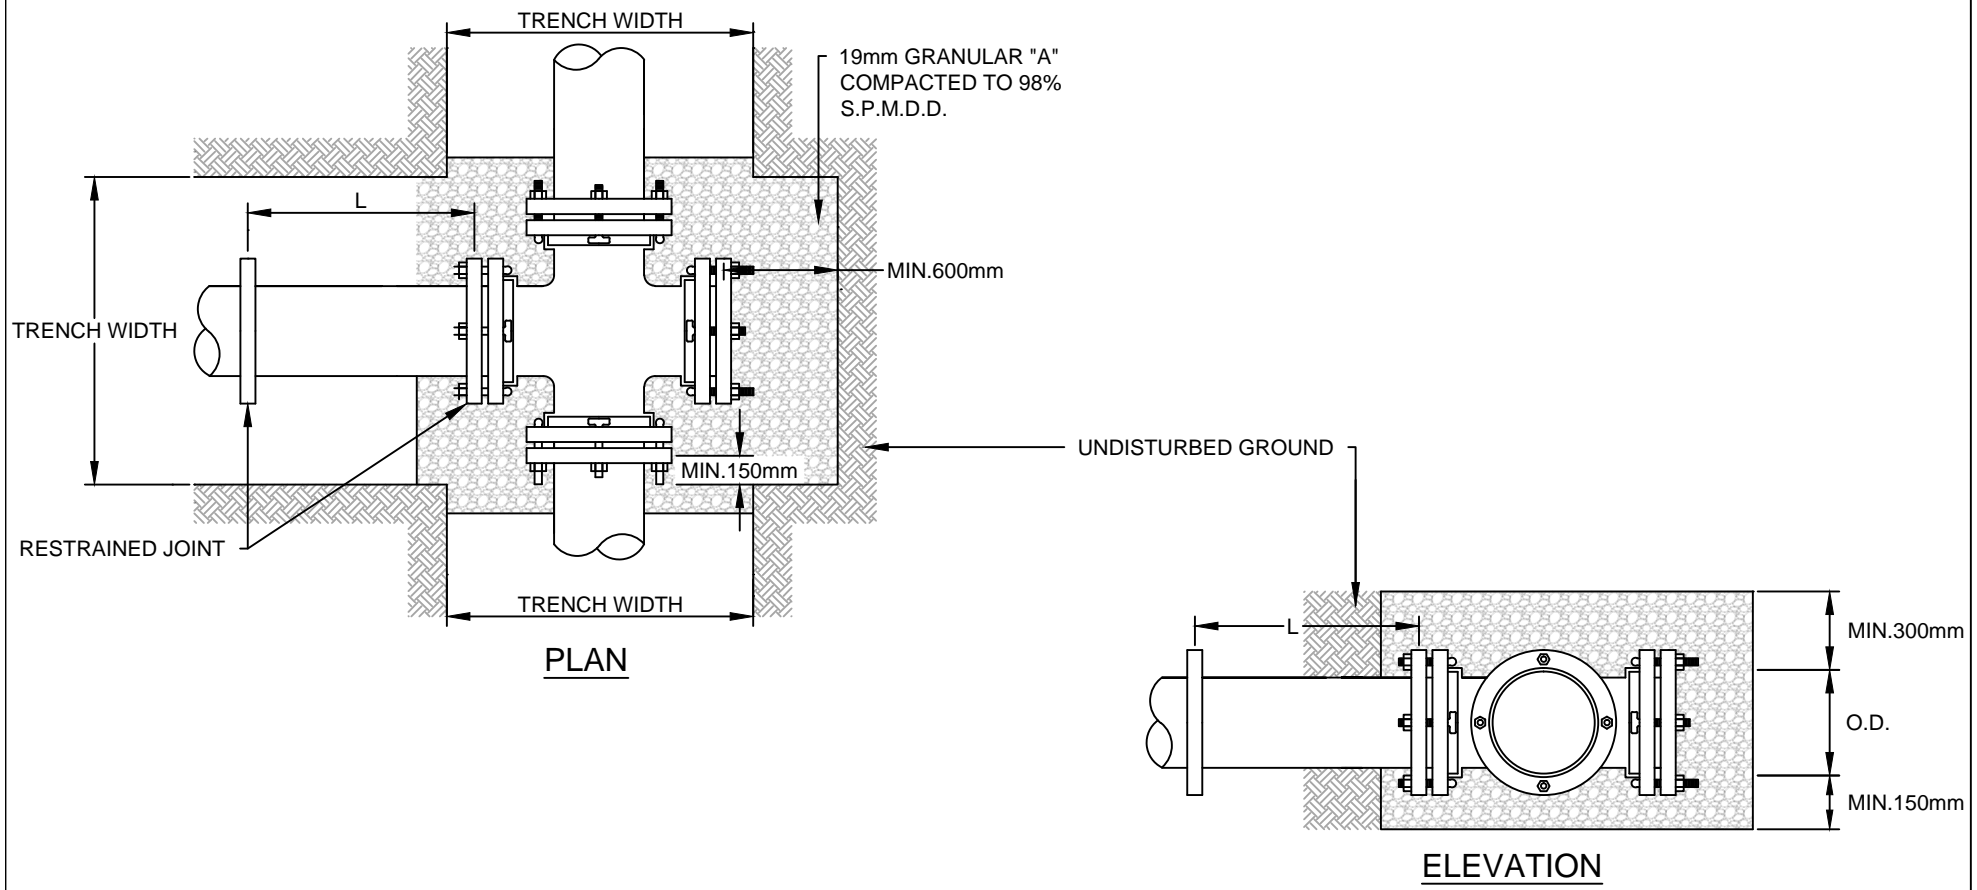 TRENCH WIDTH
19mm GRANULAR "A"
COMPACTED TO 98%
S.P.M.D.D.
L
MIN.600mm
TRENCH WIDTH
UNDISTURBED GROUND
MIN.150mm
RESTRAINED JOINT
TRENCH WIDTH
PLAN
L
MIN.300mm
O.D.
MIN.150mm
ELEVATION